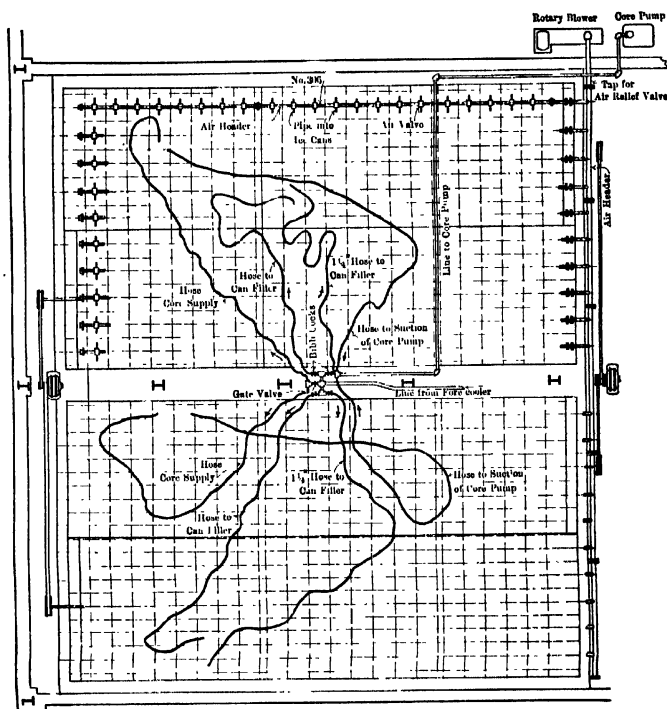 Rotary Blower
Core Pump
Tap for
Air Relief Valve
No. 306
Air Header
Pipe into
Ice Cans
Air Valve
Air Header
Line to Core Pump
1¼" Hose to
Can Filler
Hose to
Can Filler
Hose
Core Supply
Bibb Cocks
Hose to Suction
of Core Pump
Gate Valve
Line from Fore cooler
Hose
Core Supply
1¼" Hose to
Can Filler
Hose to Suction
of Core Pump
Hose to
Can Filler